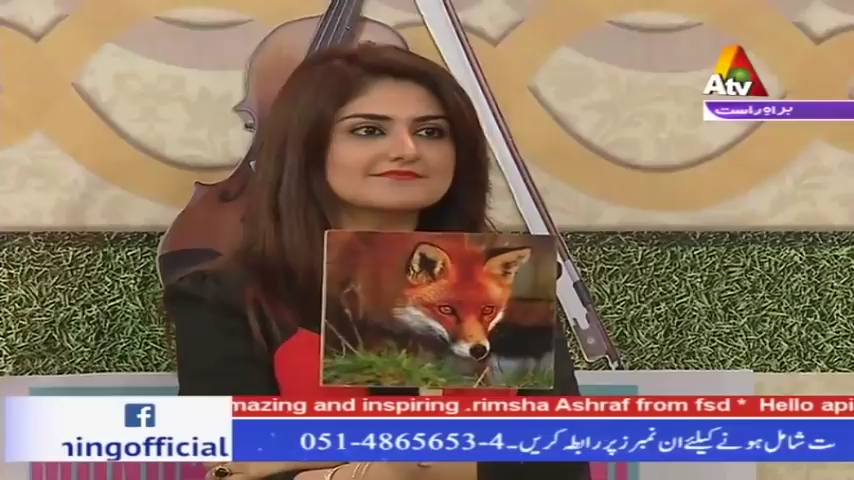 Atv
براہِ راست
mazing and inspiring .rimsha Ashraf from fsd * Hello api
f
ningofficial
ت شامل ہونے کیلئے ان نمبرز پر رابطہ کریں۔ 051-4865653-4